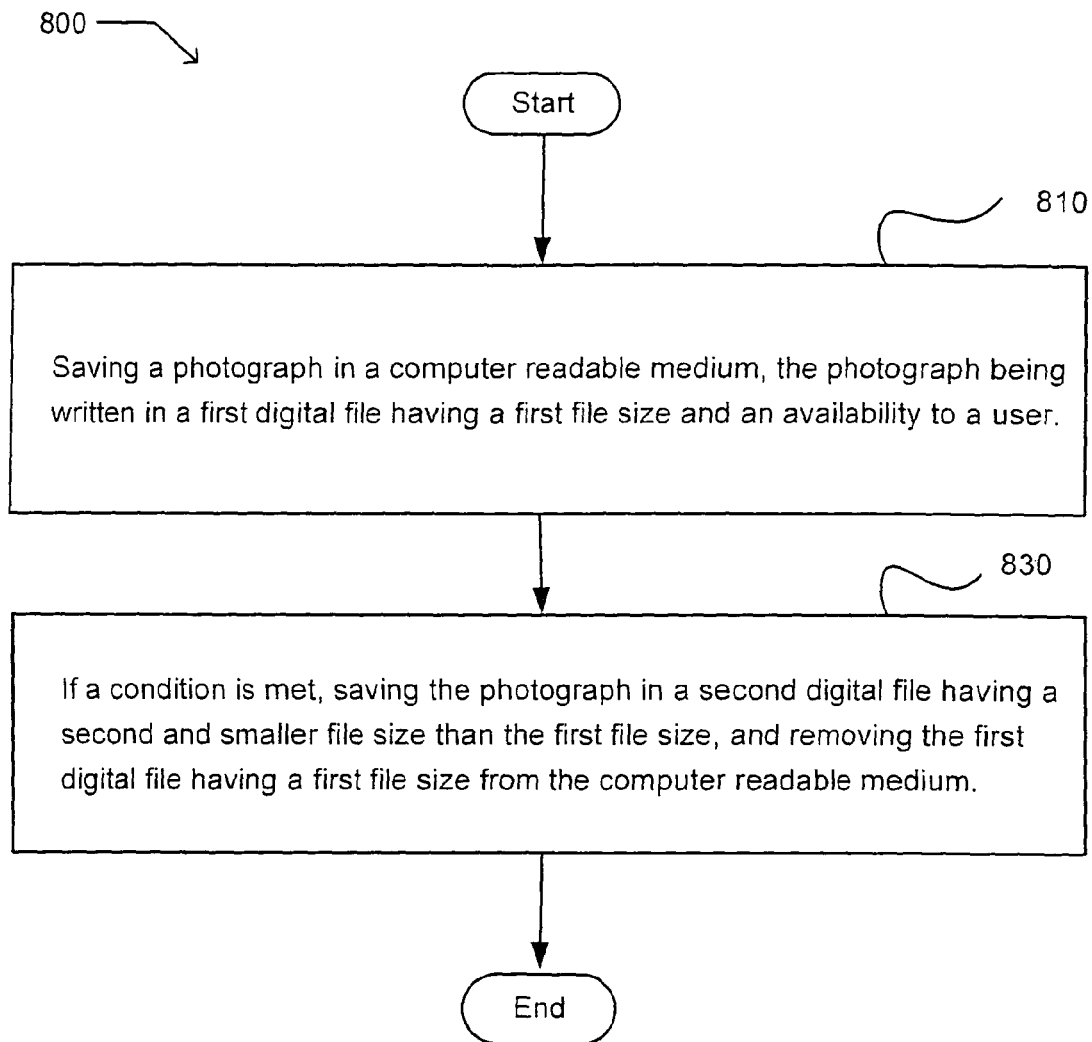 800
Start
810
Saving a photograph in a computer readable medium, the photograph being
written in a first digital file having a first file size and an availability to a user.
830
If a condition is met, saving the photograph in a second digital file having a
second and smaller file size than the first file size, and removing the first
digital file having a first file size from the computer readable medium.
End